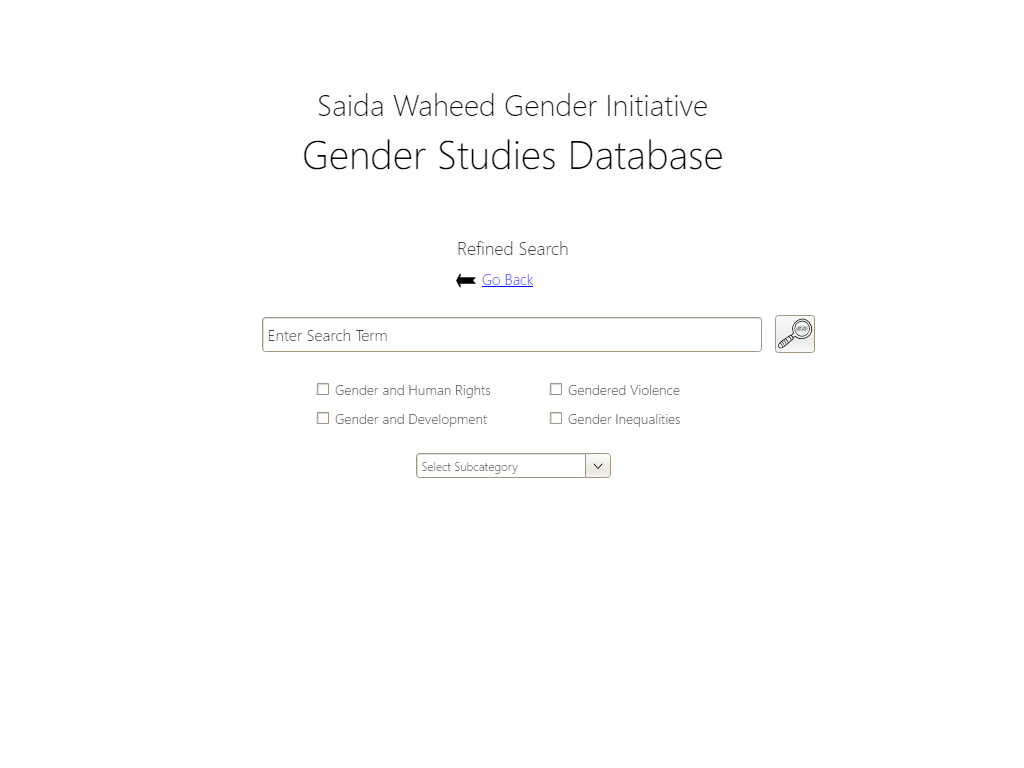 Saida Waheed Gender Initiative
Gender Studies Database
Refined Search
Go Back
Enter Search Term
Gender and Human Rights
Gendered Violence
Gender and Development
Gender Inequalities
Select Subcategory